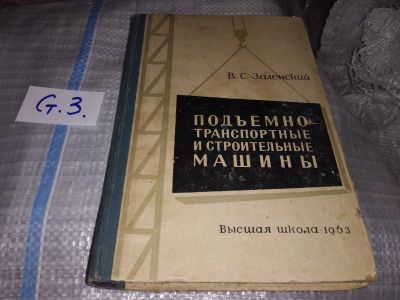 G.3.
В.С. Заленский
ПОДЪЕМНО
ТРАНСПОРТНЫЕ
И СТРОИТЕЛЬНЫЕ
МАШИНЫ
Высшая школа-1963